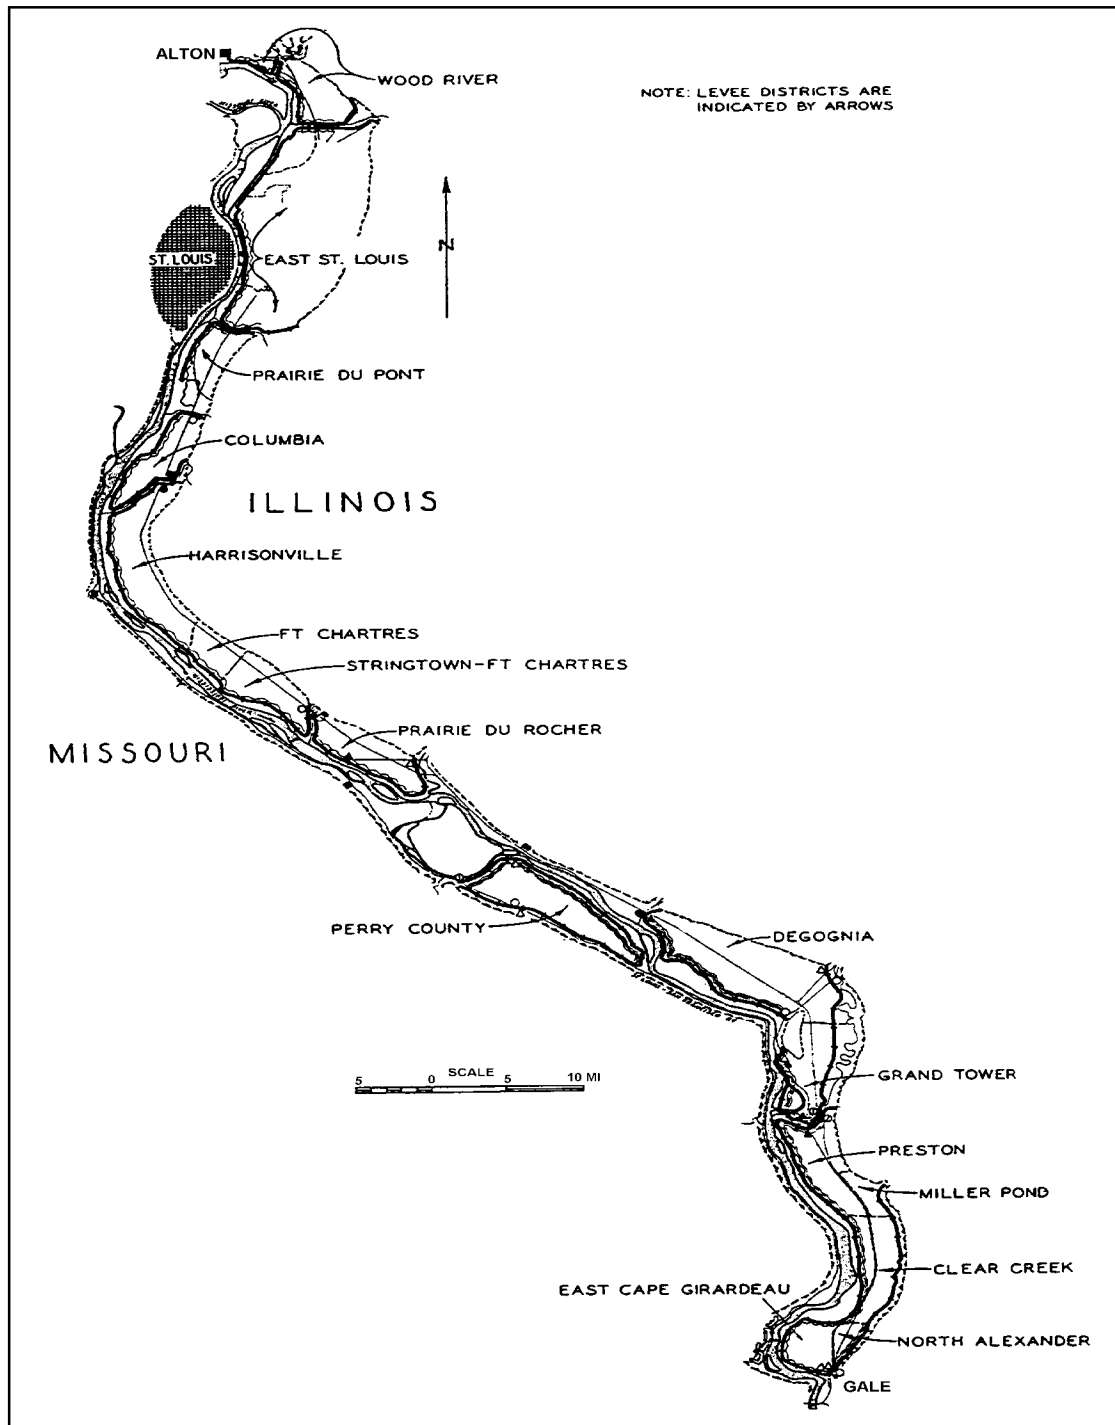 ALTON
WOOD RIVER
NOTE: LEVEE DISTRICTS ARE
INDICATED BY ARROWS
N
ST. LOUIS
EAST ST. LOUIS
PRAIRIE DU PONT
COLUMBIA
ILLINOIS
HARRISONVILLE
FT CHARTRES
STRINGTOWN-FT CHARTRES
PRAIRIE DU ROCHER
MISSOURI
PERRY COUNTY
DEGOGNIA
SCALE
5 0 5 10 MI
GRAND TOWER
PRESTON
MILLER POND
CLEAR CREEK
EAST CAPE GIRARDEAU
NORTH ALEXANDER
GALE